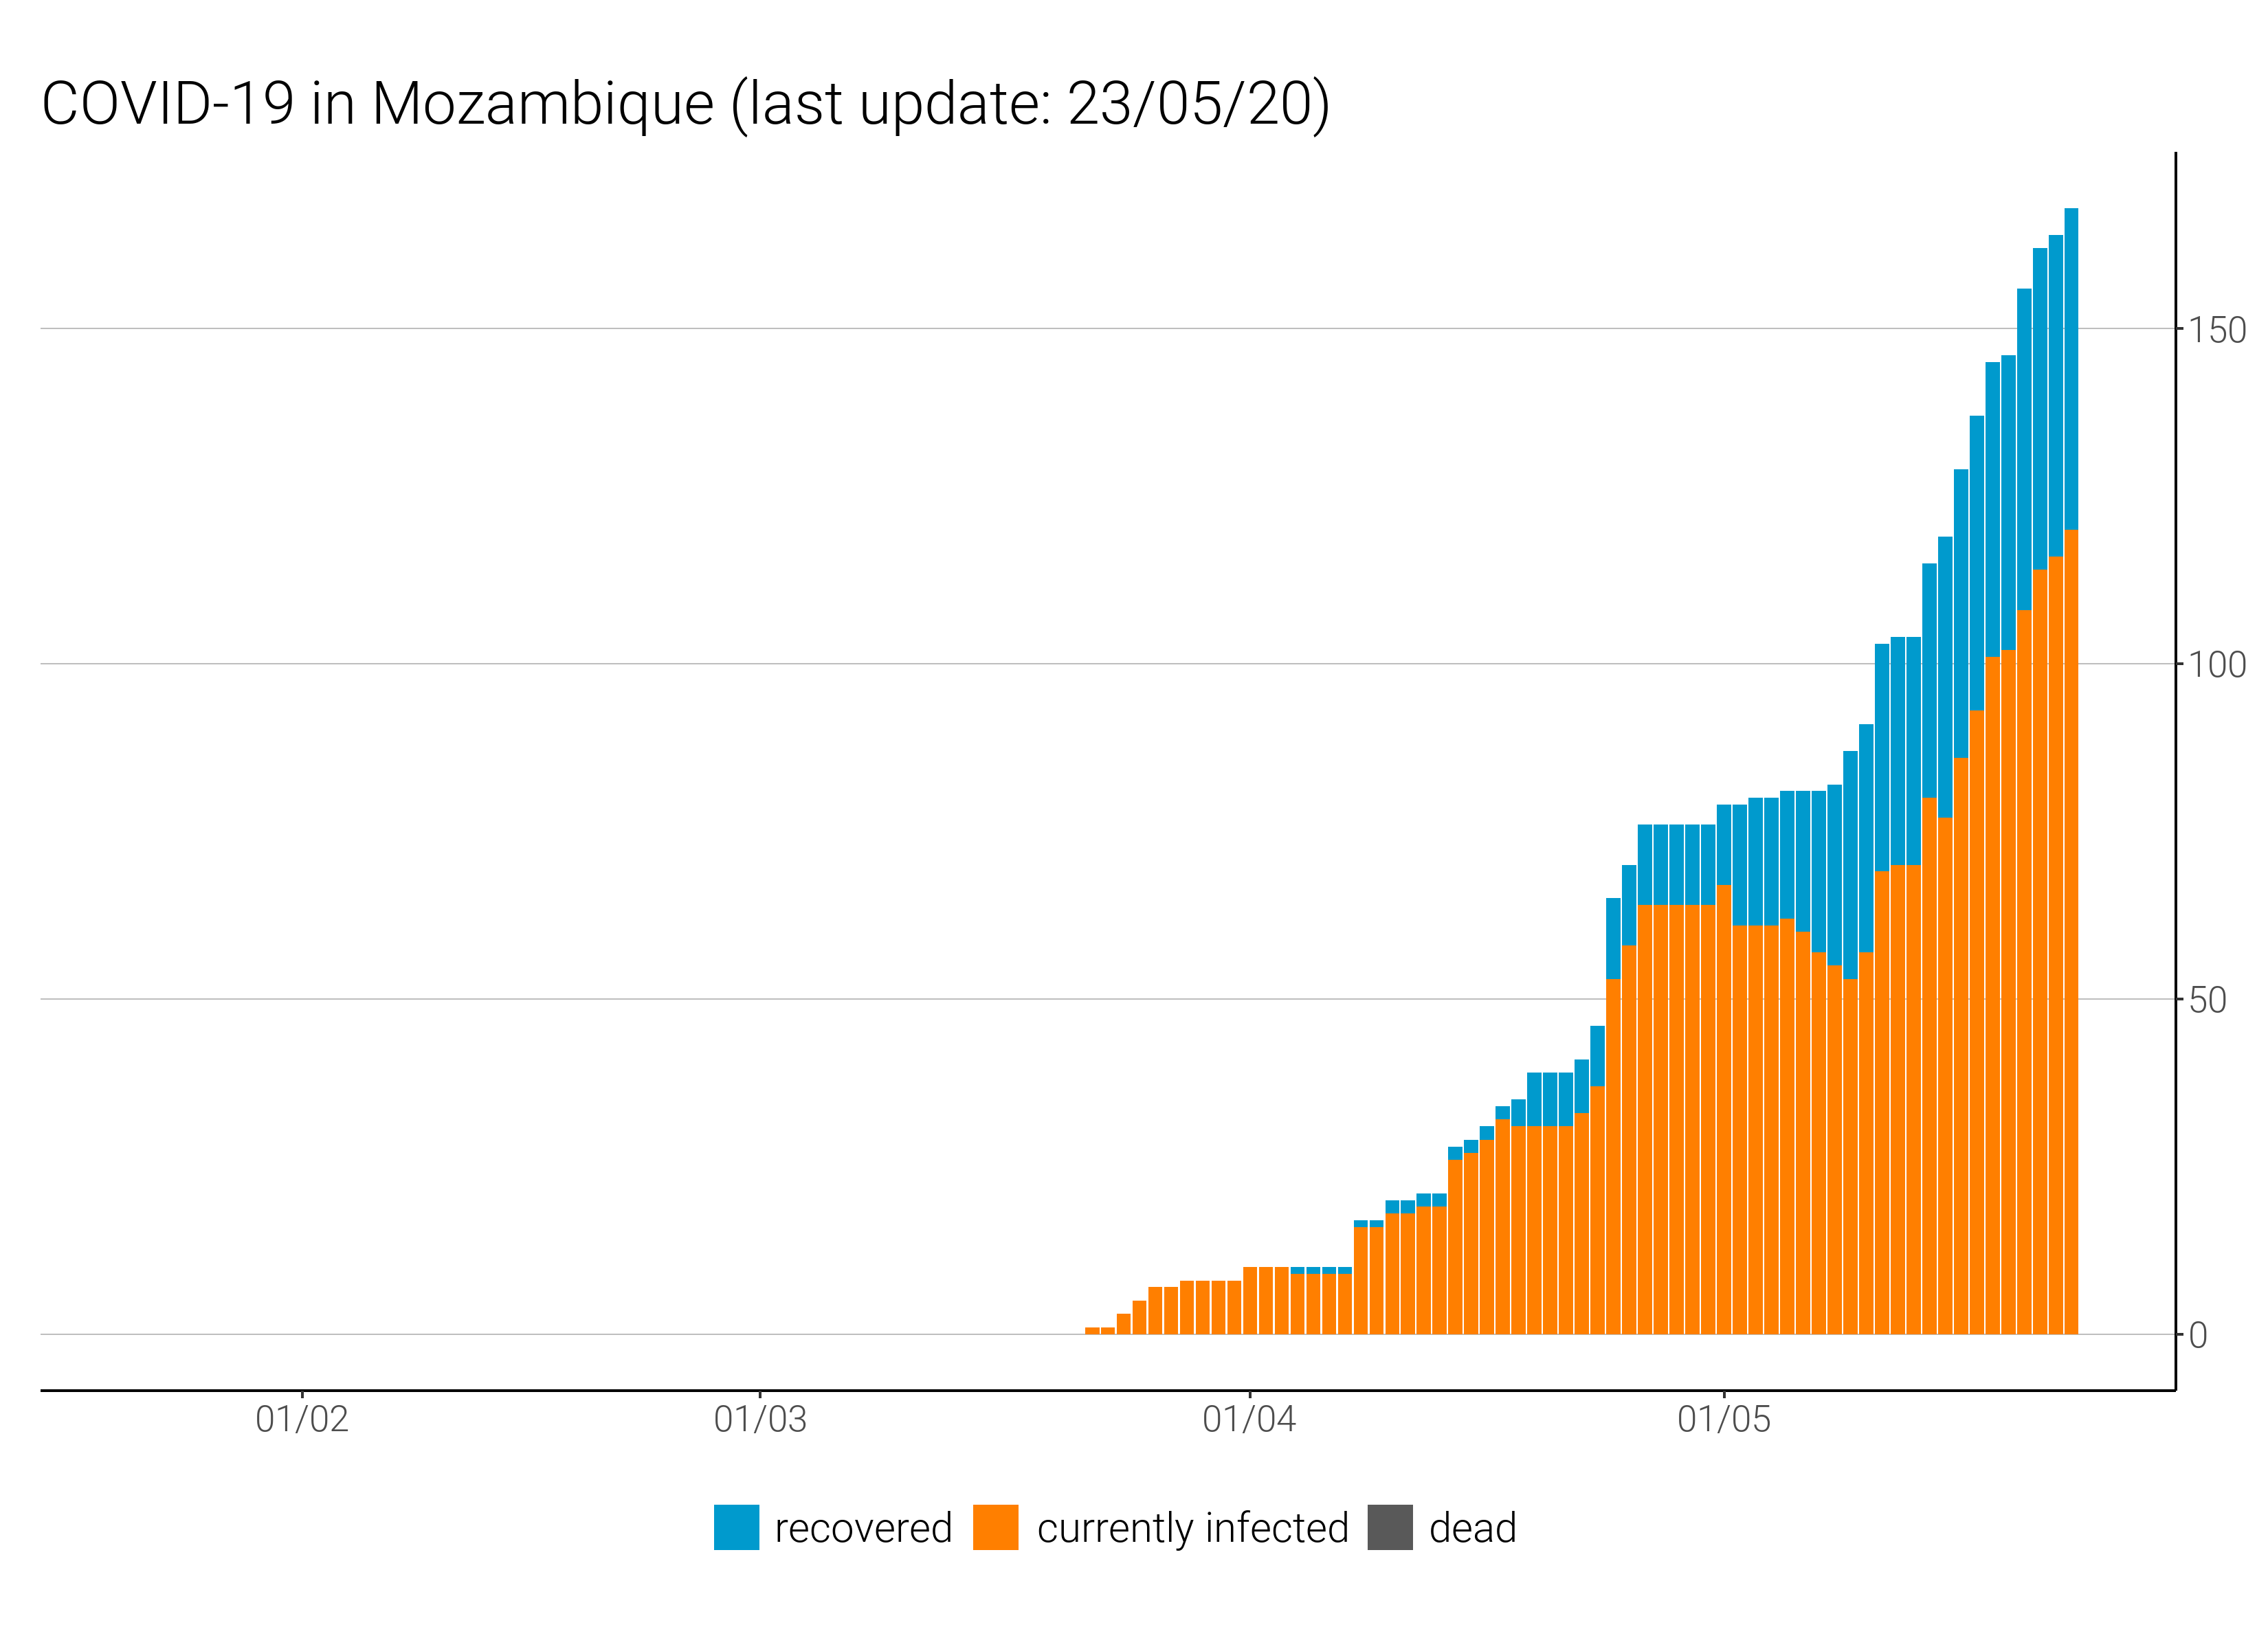 COVID-19 in Mozambique (last update: 23/05/20)
150
100
50
0
01/02 01/03 01/04 01/05
recovered currently infected dead